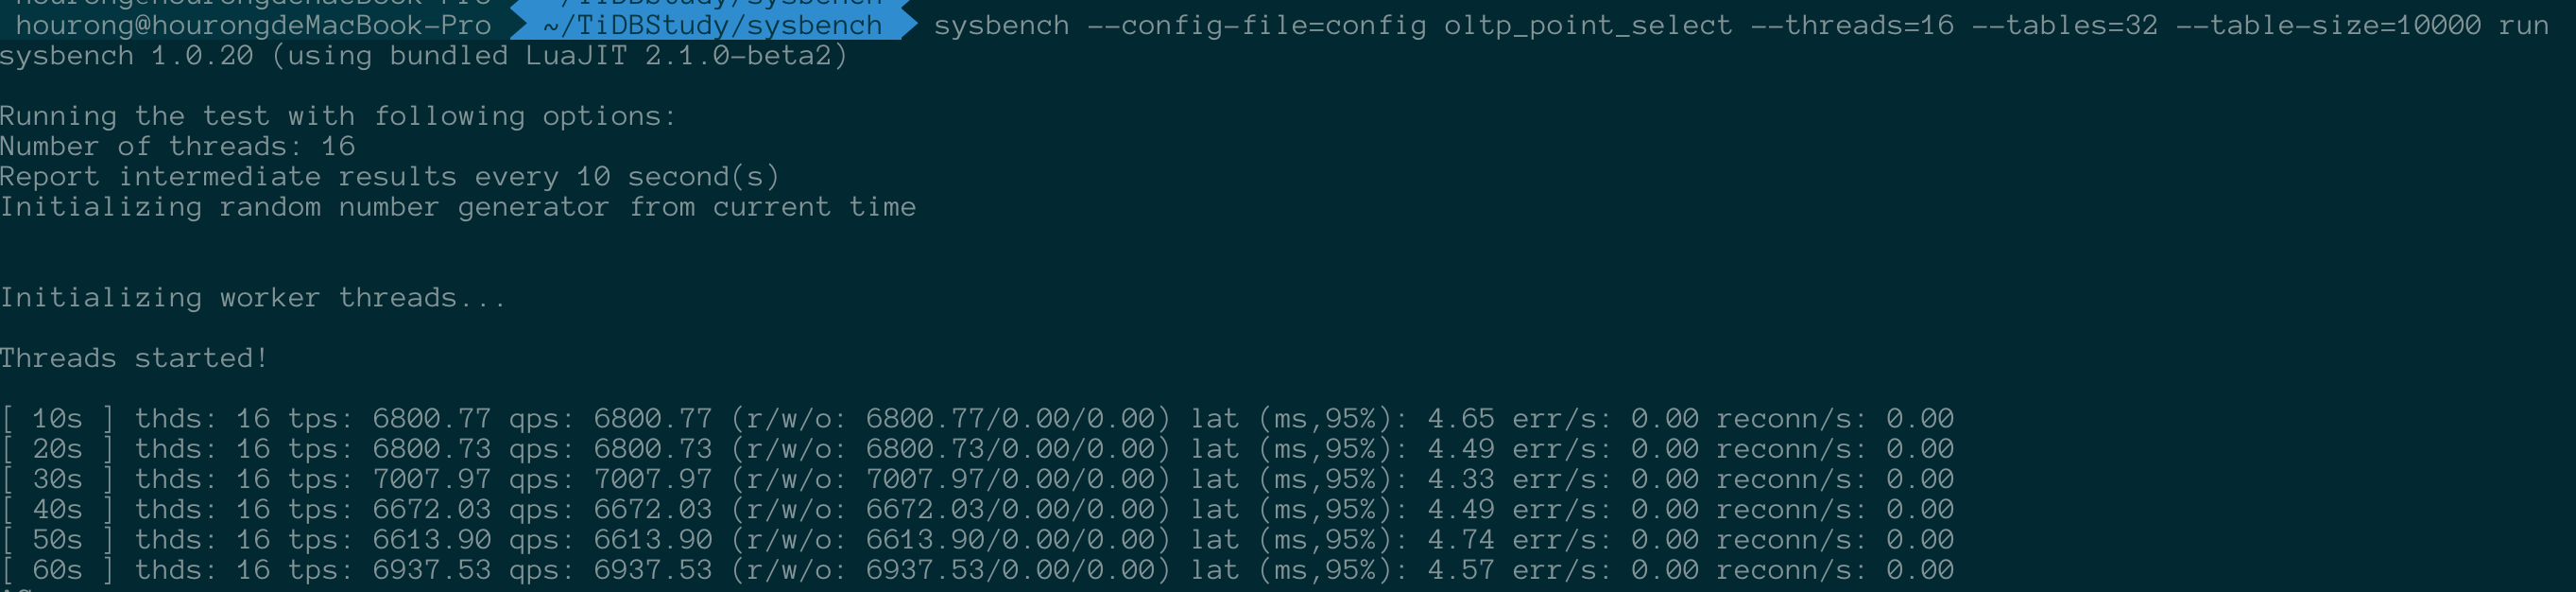 hourong@hourongdeMacBook-Pro ~/TiDBStudy/sysbench
hourong@hourongdeMacBook-Pro ~/TiDBStudy/sysbench sysbench --config-file=config oltp_point_select --threads=16 --tables=32 --table-size=10000 run
sysbench 1.0.20 (using bundled LuaJIT 2.1.0-beta2)
Running the test with following options:
Number of threads: 16
Report intermediate results every 10 second(s)
Initializing random number generator from current time
Initializing worker threads...
Threads started!
[ 10s ] thds: 16 tps: 6800.77 qps: 6800.77 (r/w/o: 6800.77/0.00/0.00) lat (ms,95%): 4.65 err/s: 0.00 reconn/s: 0.00
[ 20s ] thds: 16 tps: 6800.73 qps: 6800.73 (r/w/o: 6800.73/0.00/0.00) lat (ms,95%): 4.49 err/s: 0.00 reconn/s: 0.00
[ 30s ] thds: 16 tps: 7007.97 qps: 7007.97 (r/w/o: 7007.97/0.00/0.00) lat (ms,95%): 4.33 err/s: 0.00 reconn/s: 0.00
[ 40s ] thds: 16 tps: 6672.03 qps: 6672.03 (r/w/o: 6672.03/0.00/0.00) lat (ms,95%): 4.49 err/s: 0.00 reconn/s: 0.00
[ 50s ] thds: 16 tps: 6613.90 qps: 6613.90 (r/w/o: 6613.90/0.00/0.00) lat (ms,95%): 4.74 err/s: 0.00 reconn/s: 0.00
[ 60s ] thds: 16 tps: 6937.53 qps: 6937.53 (r/w/o: 6937.53/0.00/0.00) lat (ms,95%): 4.57 err/s: 0.00 reconn/s: 0.00